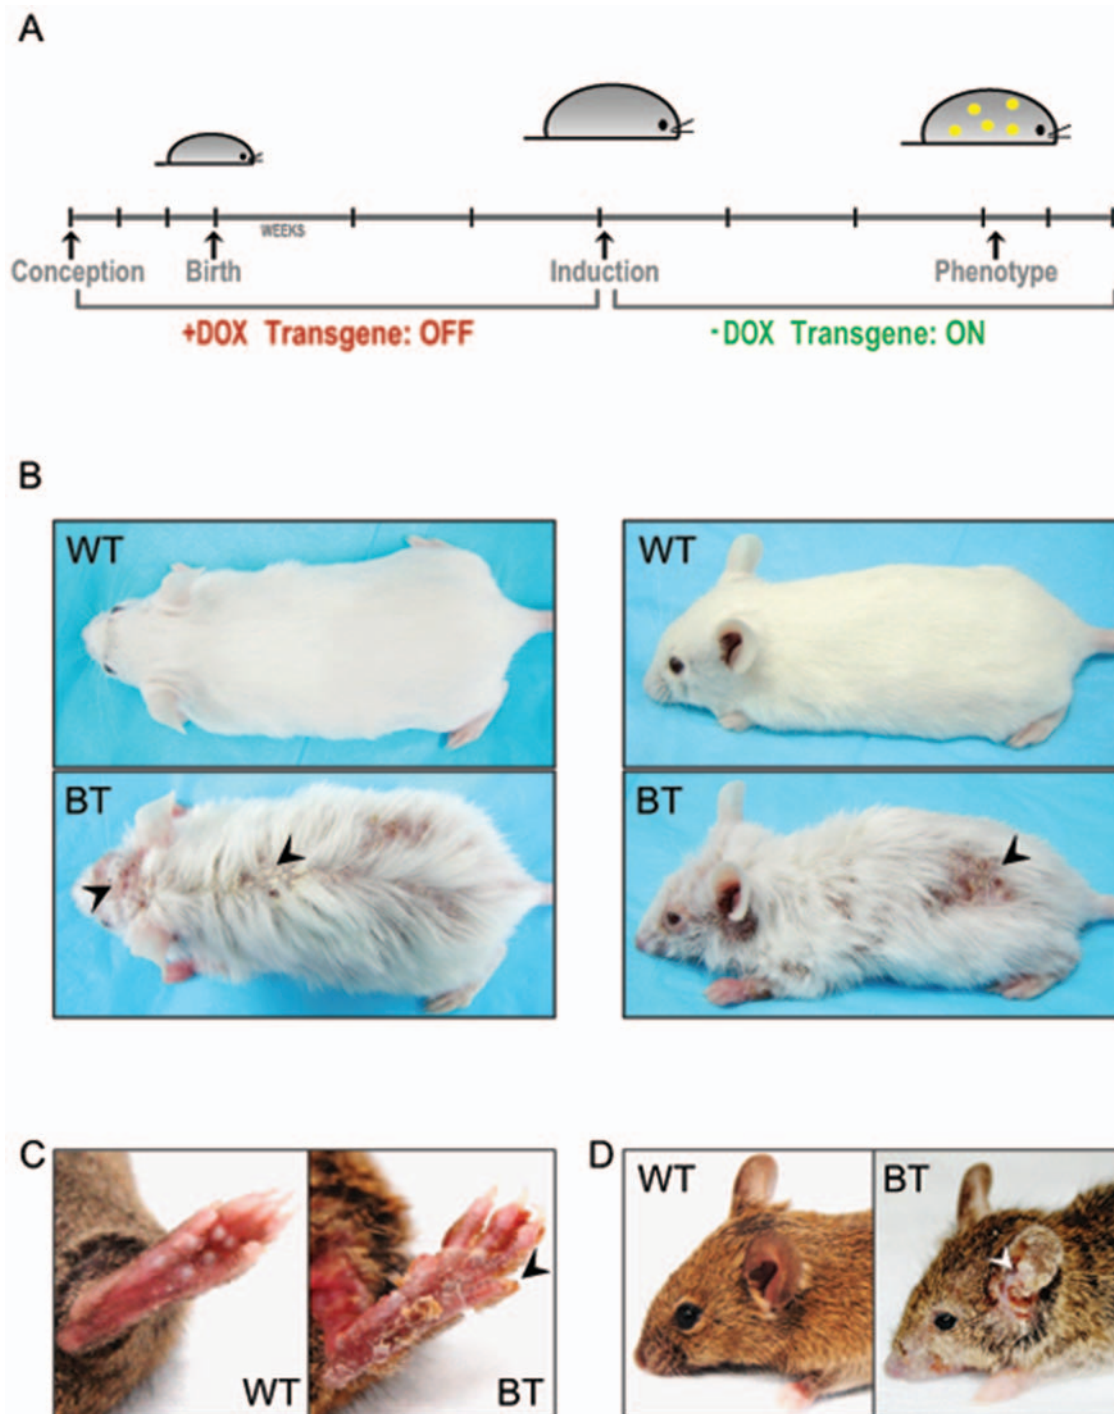 A
WEEKS
Conception Birth Induction Phenotype
+DOX Transgene: OFF -DOX Transgene: ON
B
WT WT
BT BT
C D
WT BT
WT BT